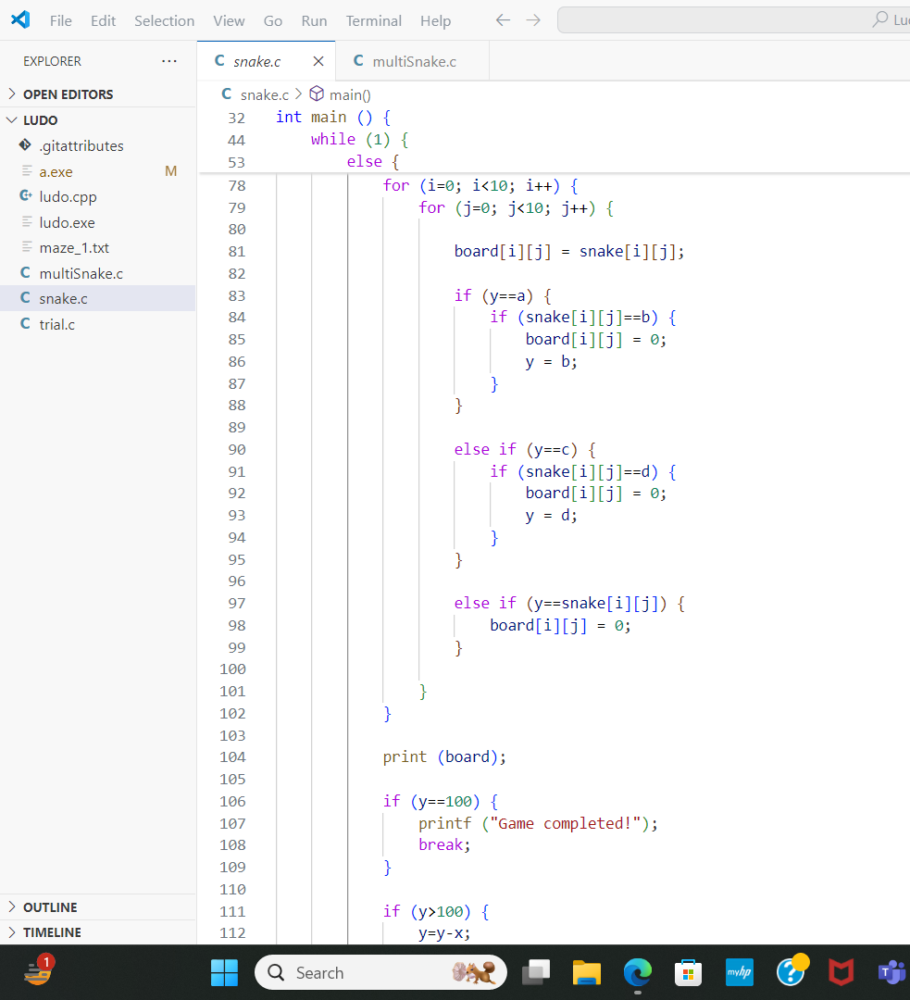 File Edit Selection View Go Run Terminal Help
EXPLORER
OPEN EDITORS
LUDO
.gitattributes
a.exe M
ludo.cpp
ludo.exe
maze_1.txt
multiSnake.c
snake.c
trial.c
OUTLINE
TIMELINE
C snake.c
C multiSnake.c
C snake.c > main()
32 int main () {
44 while (1) {
53 else {
78 for (i=0; i<10; i++) {
79 for (j=0; j<10; j++) {
80
81 board[i][j] = snake[i][j];
82
83 if (y==a) {
84 if (snake[i][j]==b) {
85 board[i][j] = 0;
86 y = b;
87 }
88 }
89
90 else if (y==c) {
91 if (snake[i][j]==d) {
92 board[i][j] = 0;
93 y = d;
94 }
95 }
96
97 else if (y==snake[i][j]) {
98 board[i][j] = 0;
99 }
100
101 }
102 }
103
104 print (board);
105
106 if (y==100) {
107 printf ("Game completed!");
108 break;
109 }
110
111 if (y>100) {
112 y=y-x;
1
Search
myhp